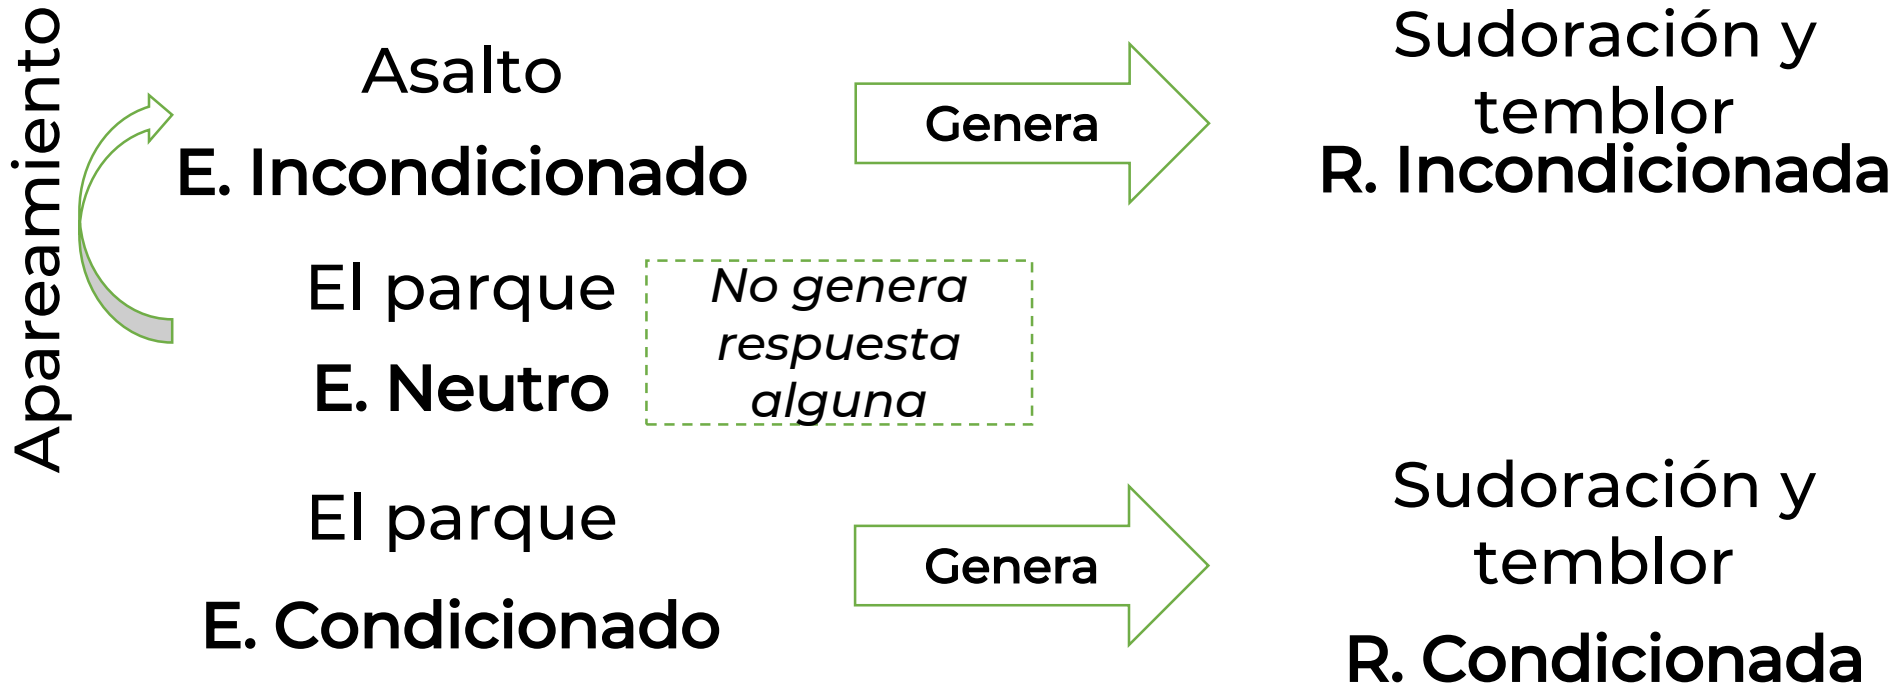 Apareamiento
Asalto
E. Incondicionado
Genera
Sudoración y
temblor
R. Incondicionada
El parque
E. Neutro
No genera
respuesta
alguna
El parque
E. Condicionado
Genera
Sudoración y
temblor
R. Condicionada